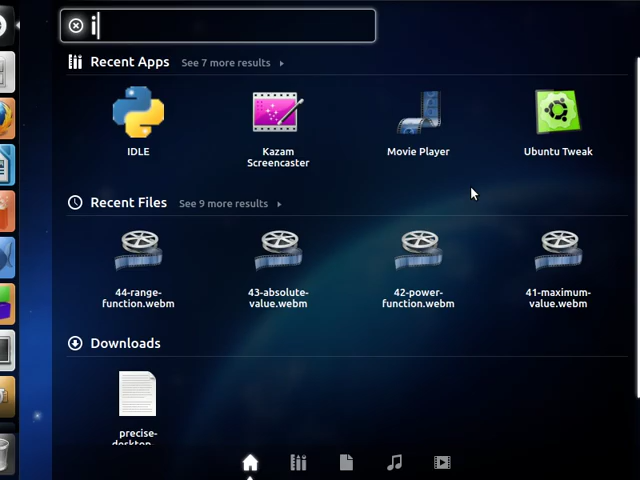 i
Recent Apps See 7 more results
IDLE
Kazam
Screencaster
Movie Player
Ubuntu Tweak
Recent Files See 9 more results
44-range-
function.webm
43-absolute-
value.webm
42-power-
function.webm
41-maximum-
value.webm
Downloads
precise-
desktop-